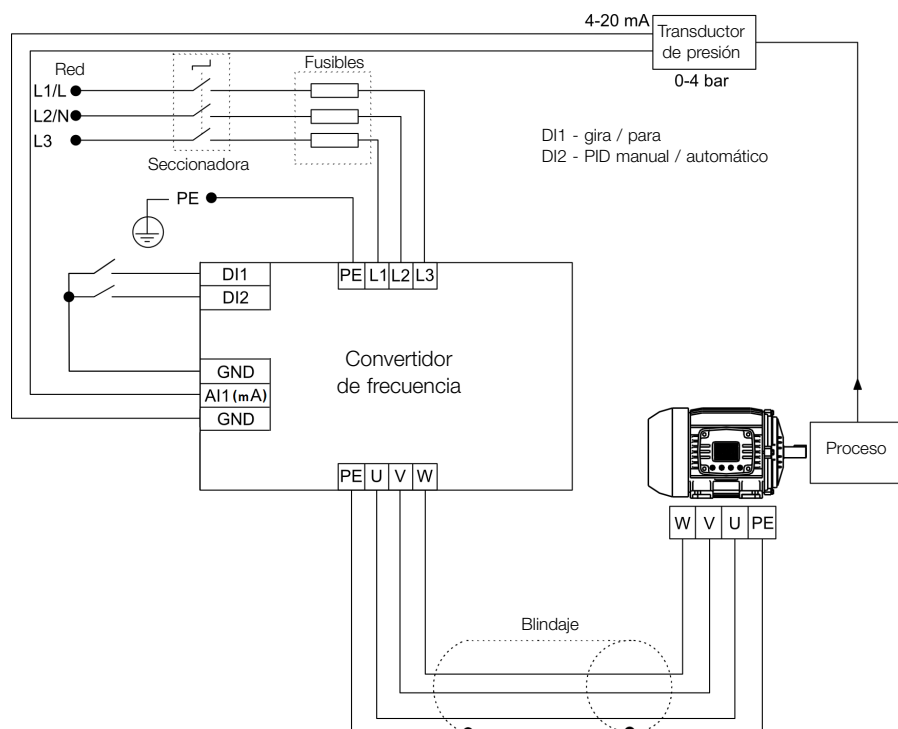 4-20 mA
Transductor
de presión
0-4 bar
Red
Fusibles
L1/L
L2/N
L3
Seccionadora
DI1 - gira / para
DI2 - PID manual / automático
PE
PE L1 L2 L3
DI1
DI2
GND
AI1 (mA)
GND
Convertidor
de frecuencia
PE U V W
Proceso
W V U PE
Blindaje